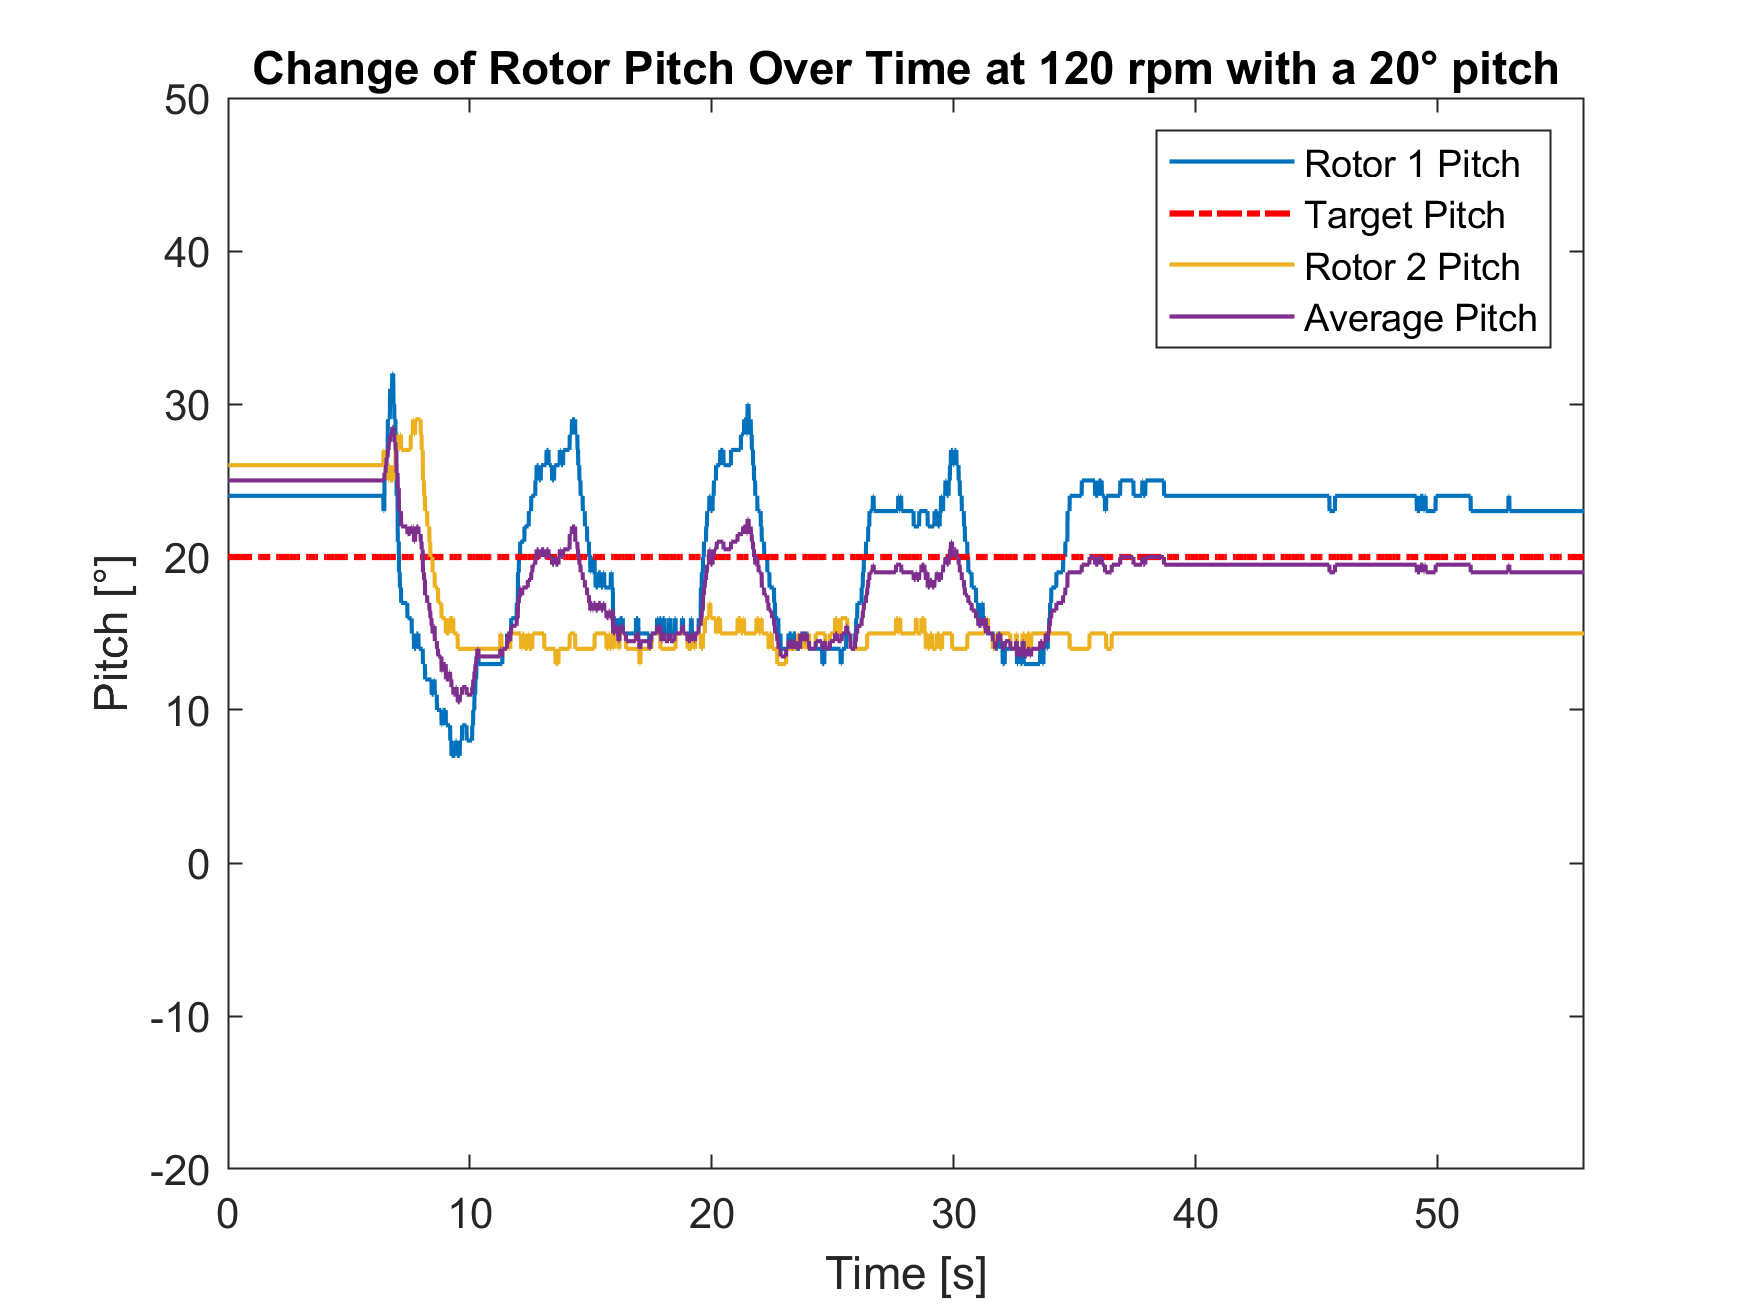 Change of Rotor Pitch Over Time at 120 rpm with a 20° pitch
50
40
30
20
10
0
-10
-20
Pitch [°]
Rotor 1 Pitch
Target Pitch
Rotor 2 Pitch
Average Pitch
0 10 20 30 40 50
Time [s]